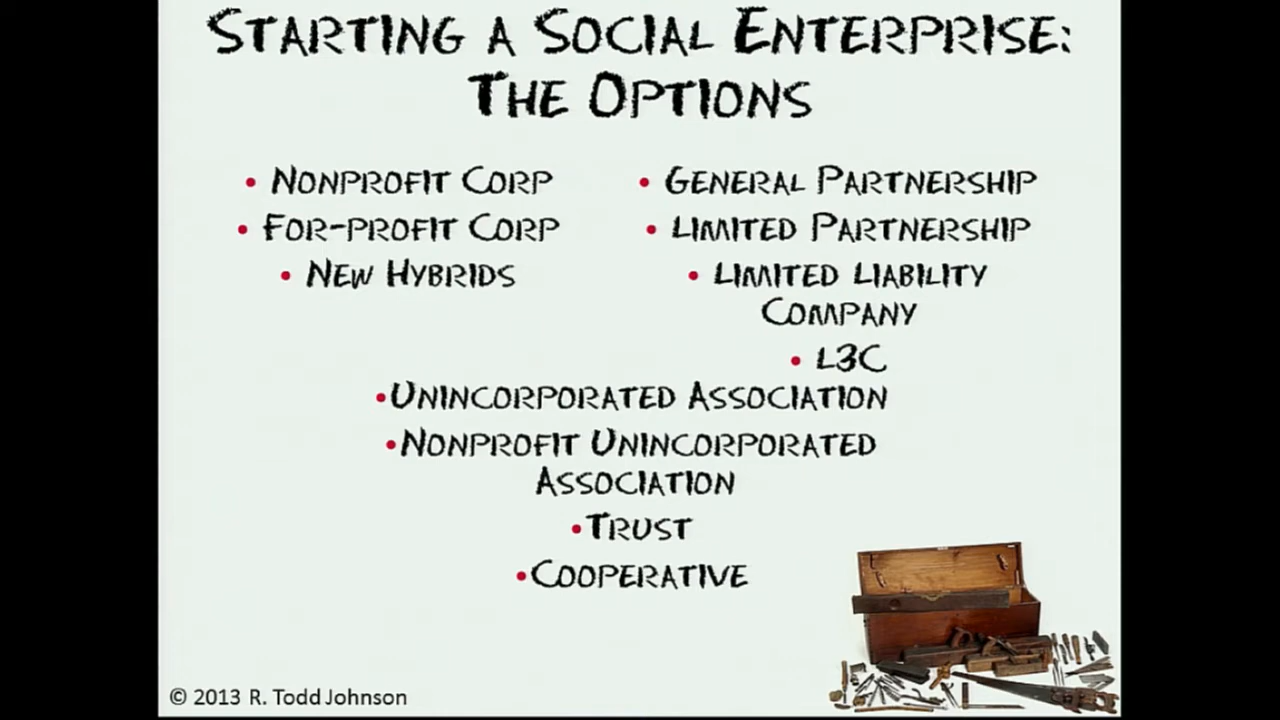 STARTING A SOCIAL ENTERPRISE:
THE OPTIONS
• NONPROFIT CORP
• FOR-PROFIT CORP
• NEW HYBRIDS
• GENERAL PARTNERSHIP
• LIMITED PARTNERSHIP
• LIMITED LIABILITY
COMPANY
• L3C
•UNINCORPORATED ASSOCIATION
•NONPROFIT UNINCORPORATED
ASSOCIATION
•TRUST
•COOPERATIVE
© 2013 R. Todd Johnson